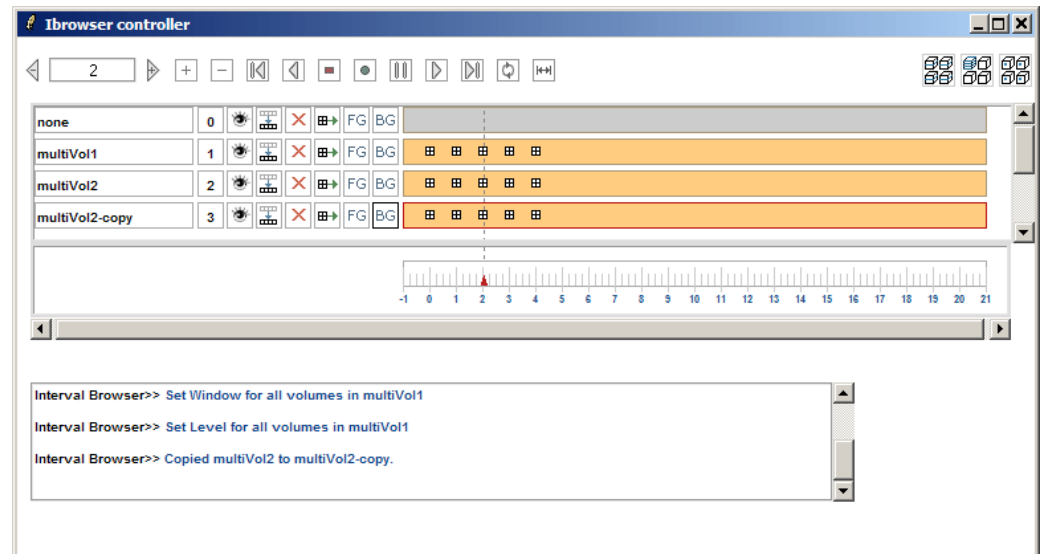 Ibrowser controller
2
none 0 FG BG
multiVol1 1 FG BG
multiVol2 2 FG BG
multiVol2-copy 3 FG BG
-1 0 1 2 3 4 5 6 7 8 9 10 11 12 13 14 15 16 17 18 19 20 21
Interval Browser>> Set Window for all volumes in multiVol1
Interval Browser>> Set Level for all volumes in multiVol1
Interval Browser>> Copied multiVol2 to multiVol2-copy.